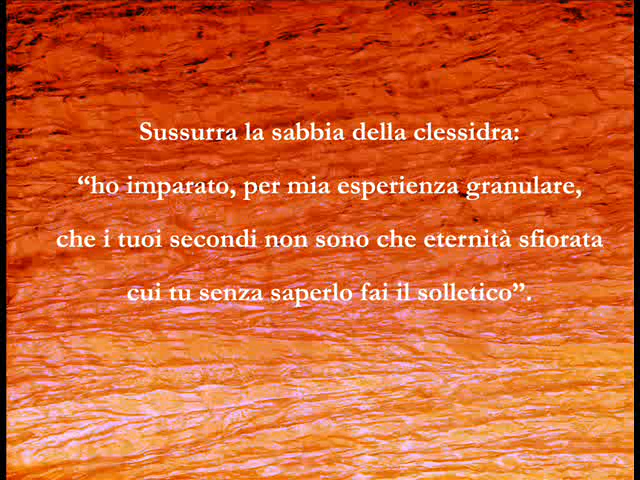 Sussurra la sabbia della clessidra:
“ho imparato, per mia esperienza granulare,
che i tuoi secondi non sono che eternità sfiorata
cui tu senza saperlo fai il solletico”.